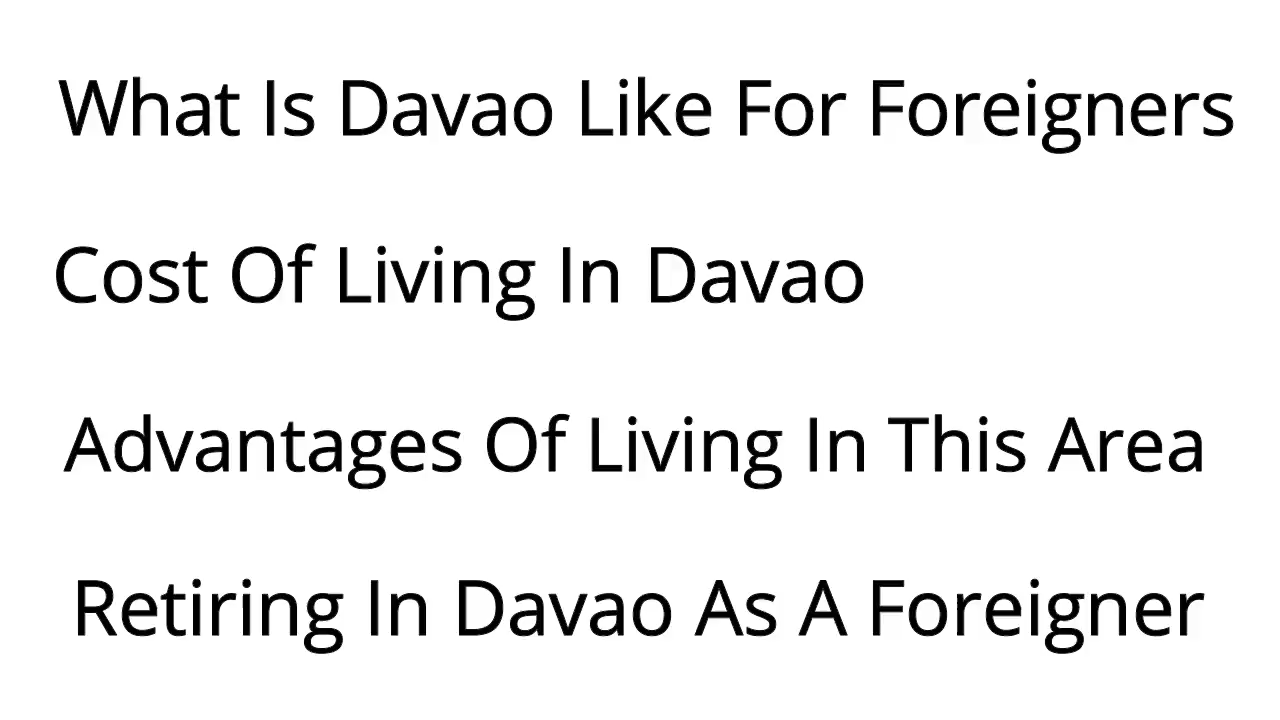 What Is Davao Like For Foreigners
Cost Of Living In Davao
Advantages Of Living In This Area
Retiring In Davao As A Foreigner